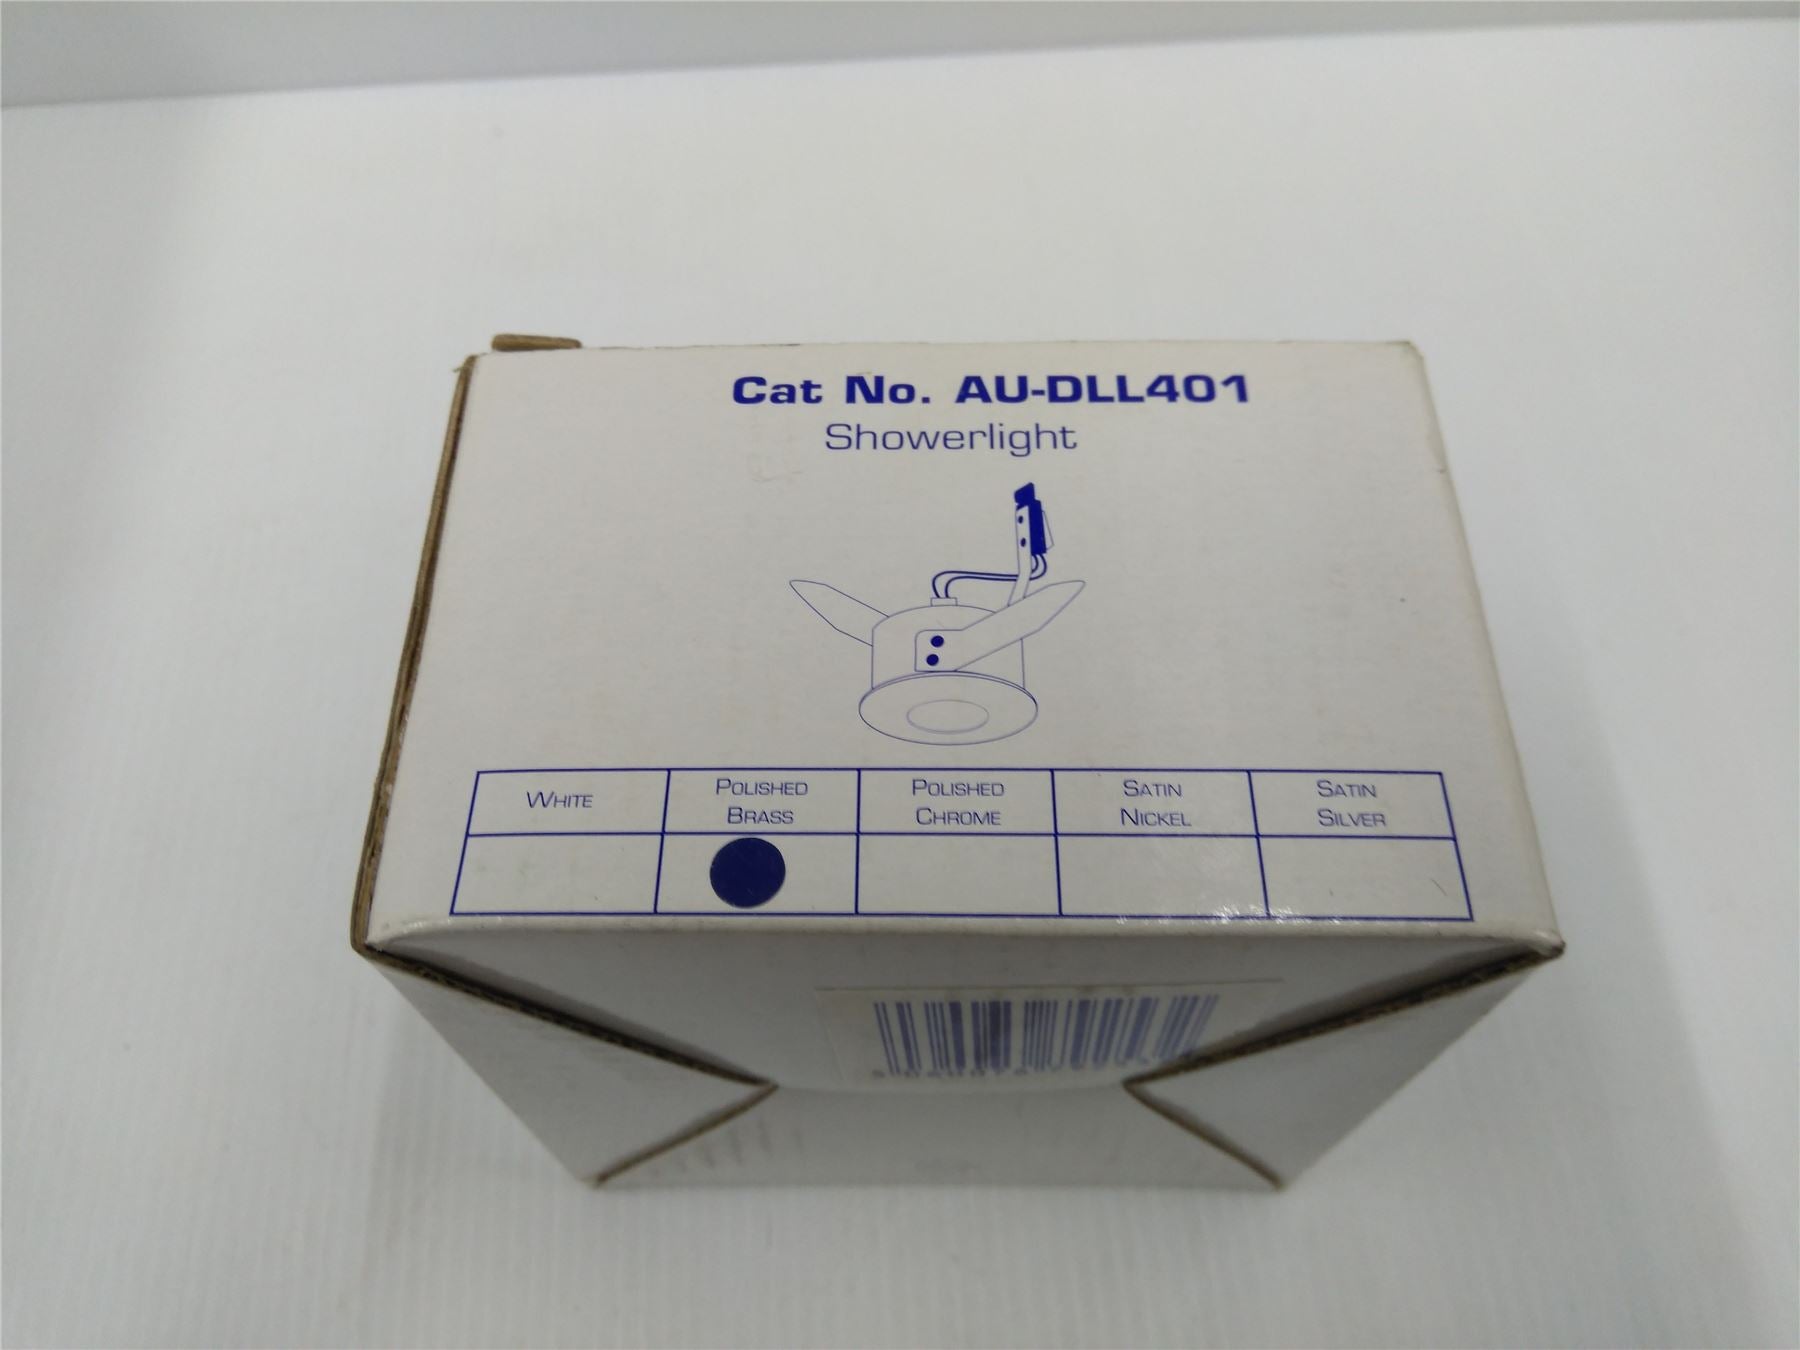 Cat No. AU-DLL401
Showerlight
WHITE
POLISHED
BRASS
POLISHED
CHROME
SATIN
NICKEL
SATIN
SILVER